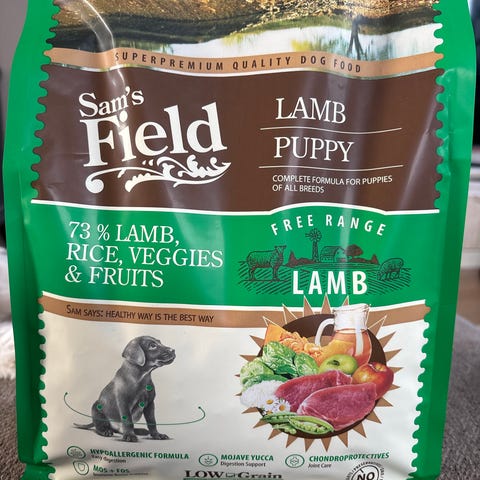 SUPERPREMIUM QUALITY DOG FOOD
Sam's
Field
LAMB
PUPPY
COMPLETE FORMULA FOR PUPPIES
OF ALL BREEDS
73 % LAMB,
RICE, VEGGIES
& FRUITS
FREE RANGE
LAMB
SAM SAYS: HEALTHY WAY IS THE BEST WAY
HYPOALLERGENIC FORMULA
Easy digestion
MOJAVE YUCCA
Digestion Support
CHONDROPROTECTIVES
Joint Care
MOS + FOS
LOW Grain
NO